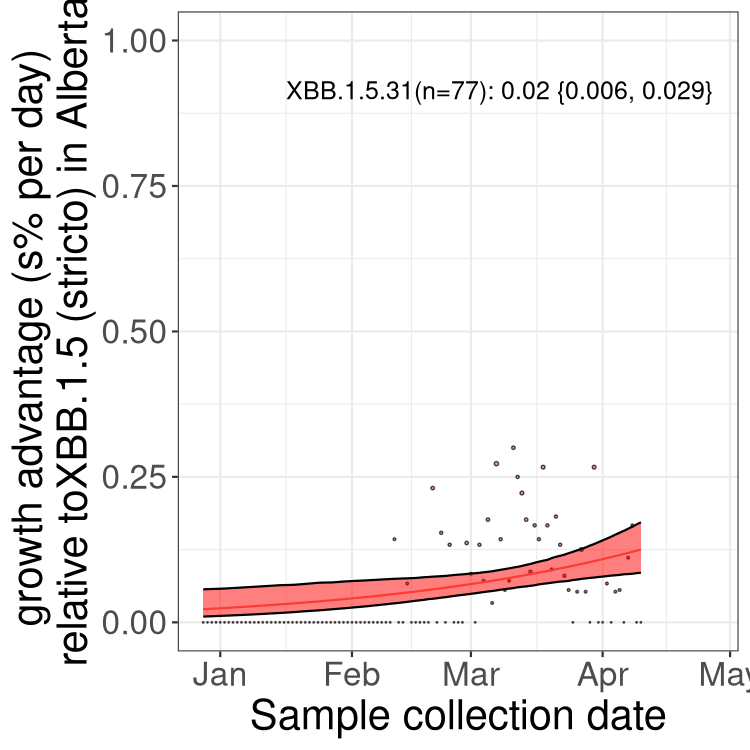 growth advantage (s% per day)
relative toXBB.1.5 (stricto) in Alberta
1.00
0.75
0.50
0.25
0.00
XBB.1.5.31(n=77): 0.02 {0.006, 0.029}
Jan Feb Mar Apr May
Sample collection date